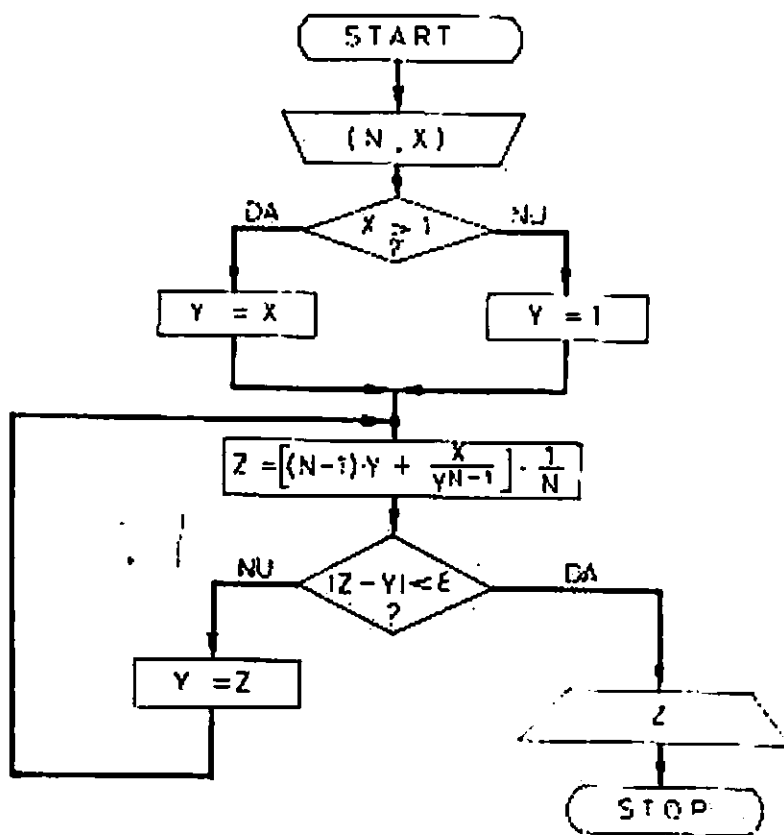 START
(N, X)
DA
X > 1
?
NU
Y = X
Y = 1
Z = [(N-1)·Y + X/Y^{N-1}]·1/N
NU
|Z-Y|<ε
?
DA
Y = Z
Z
STOP